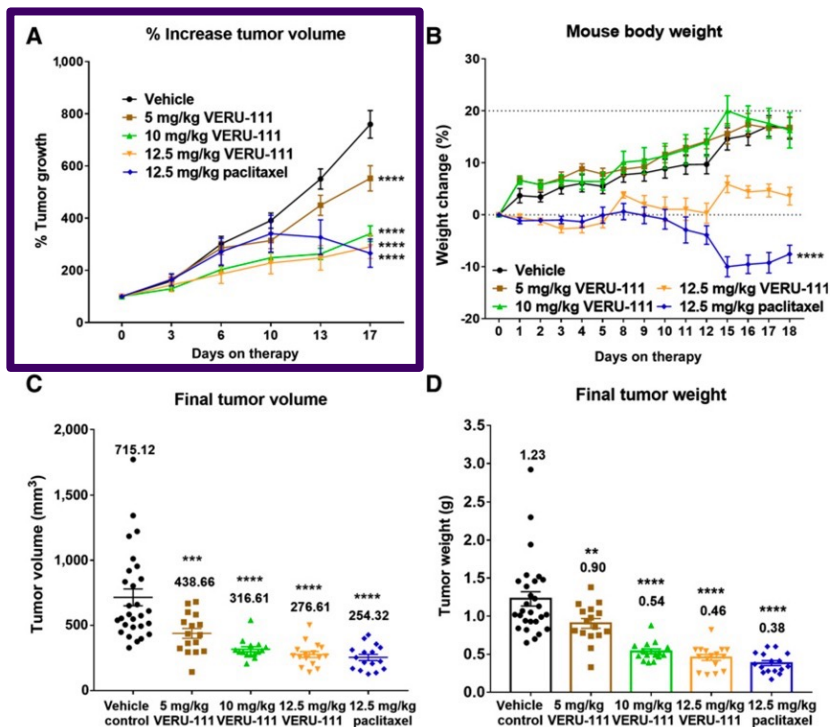 A
% Increase tumor volume
1,000
800
600
400
200
0
% Tumor growth
Vehicle
5 mg/kg VERU-111
10 mg/kg VERU-111
12.5 mg/kg VERU-111
12.5 mg/kg paclitaxel
****
****
****
****
0 3 6 10 13 17
Days on therapy
B
Mouse body weight
30
20
10
0
-10
-20
Weight change (%)
****
Vehicle
5 mg/kg VERU-111 12.5 mg/kg VERU-111
10 mg/kg VERU-111 12.5 mg/kg paclitaxel
0 1 2 3 4 5 8 9 10 11 12 15 16 17 18
Days on therapy
C
Final tumor volume
2,000
1,500
1,000
500
0
Tumor volume (mm³)
715.12
***
438.66
****
316.61
****
276.61
****
254.32
Vehicle 5 mg/kg 10 mg/kg 12.5 mg/kg 12.5 mg/kg
control VERU-111 VERU-111 VERU-111 paclitaxel
D
Final tumor weight
3.5
3.0
2.5
2.0
1.5
1.0
0.5
0.0
Tumor weight (g)
1.23
**
0.90
****
0.54
****
0.46
****
0.38
Vehicle 5 mg/kg 10 mg/kg 12.5 mg/kg 12.5 mg/kg
control VERU-111 VERU-111 VERU-111 paclitaxel